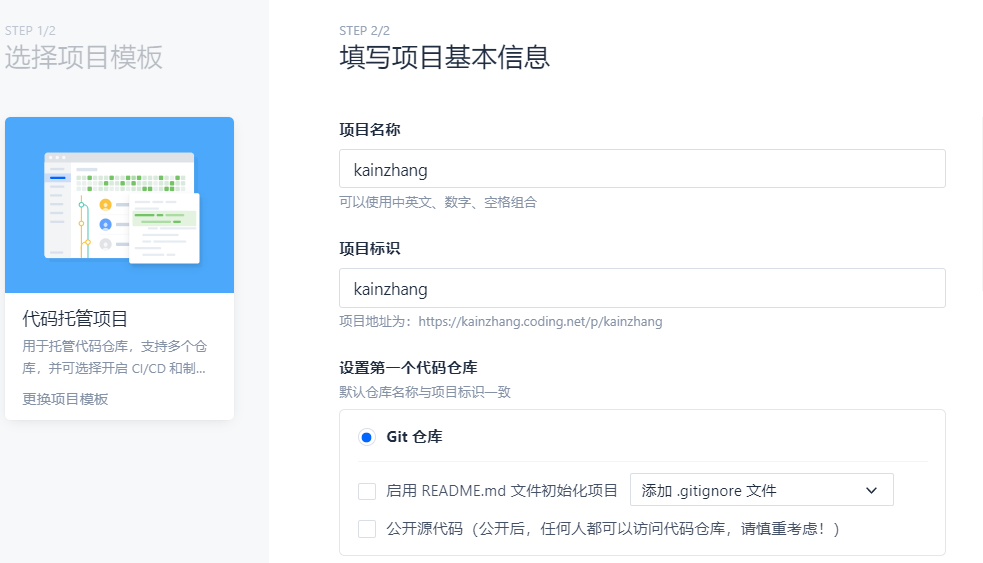 STEP 1/2
选择项目模板
代码托管项目
用于托管代码仓库，支持多个仓
库，并可选择开启 CI/CD 和制...
更换项目模板
STEP 2/2
填写项目基本信息
项目名称
kainzhang
可以使用中英文、数字、空格组合
项目标识
kainzhang
项目地址为：https://kainzhang.coding.net/p/kainzhang
设置第一个代码仓库
默认仓库名称与项目标识一致
Git 仓库
启用 README.md 文件初始化项目 添加 .gitignore 文件
公开源代码（公开后，任何人都可以访问代码仓库，请慎重考虑！）